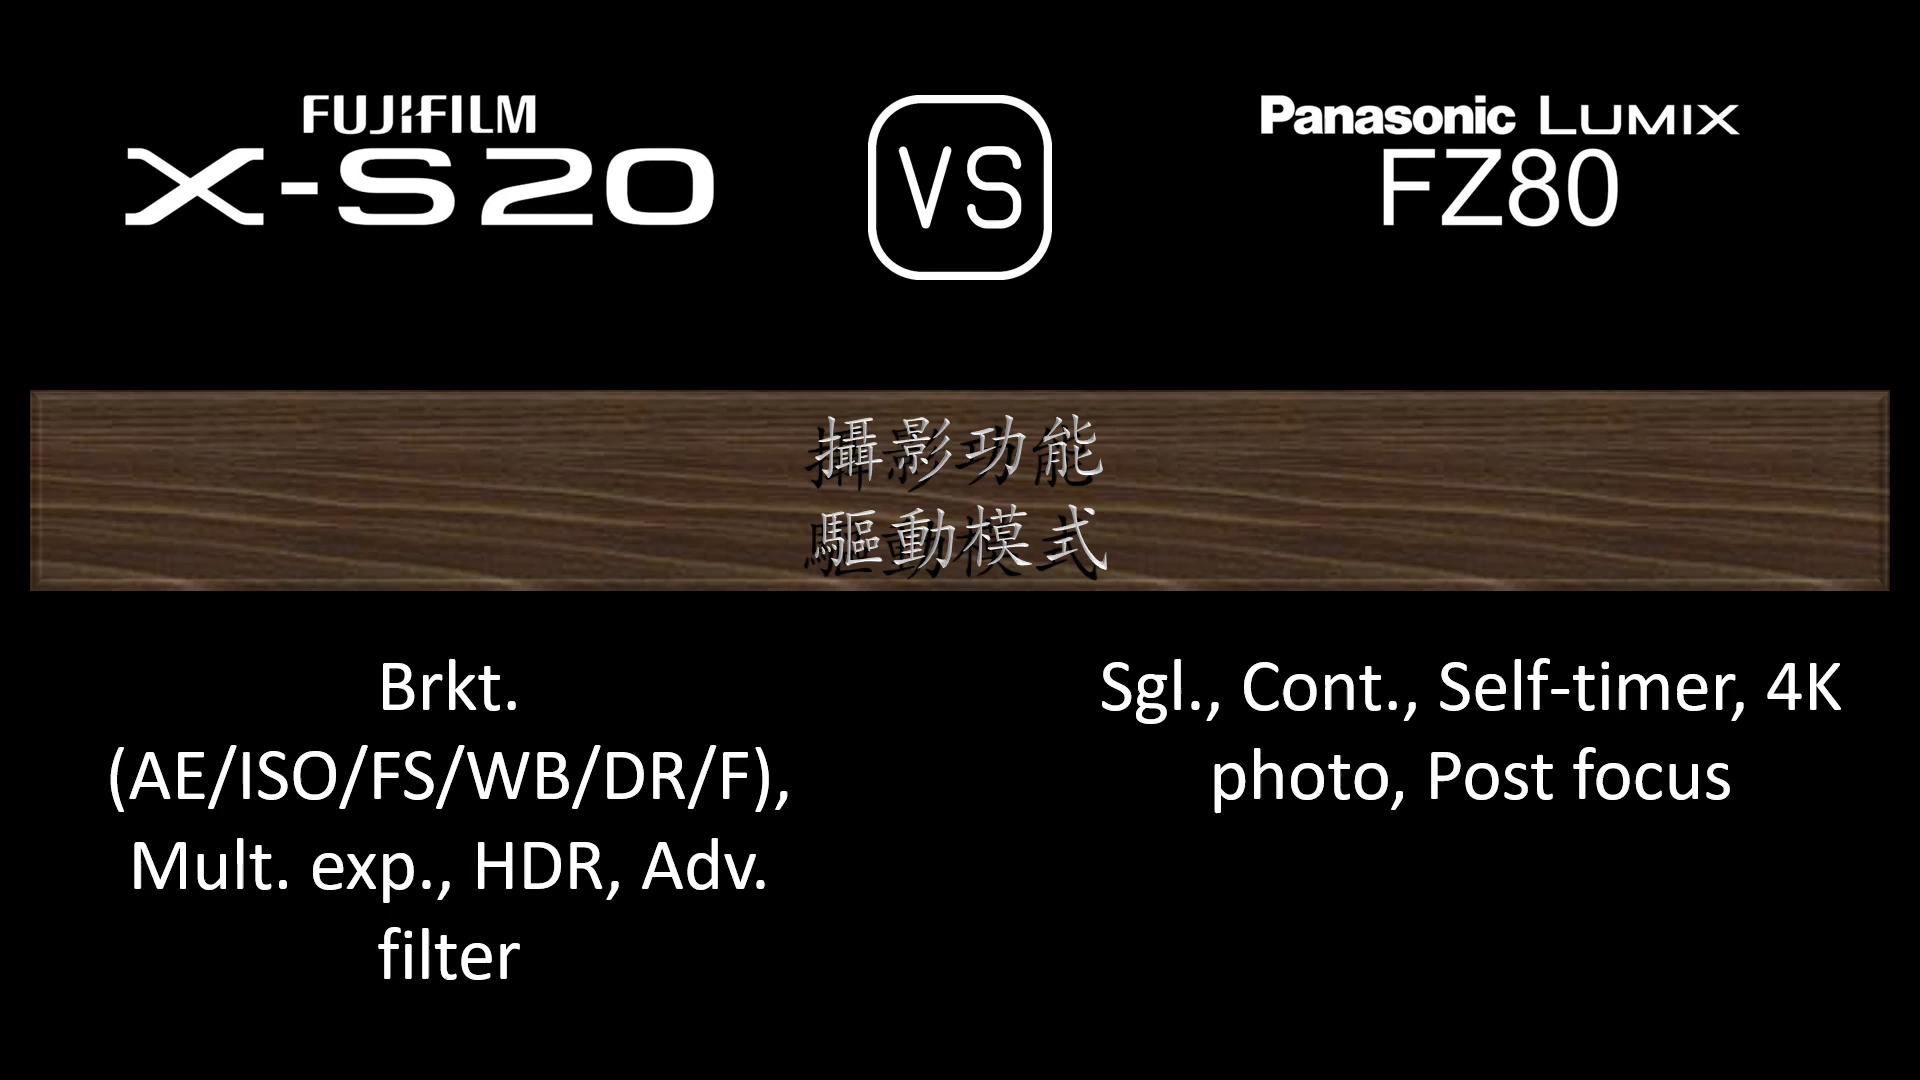 FUJIFILM
X-S20
VS
Panasonic LUMIX
FZ80
攝影功能
驅動模式
Brkt.
(AE/ISO/FS/WB/DR/F),
Mult. exp., HDR, Adv.
filter
Sgl., Cont., Self-timer, 4K
photo, Post focus